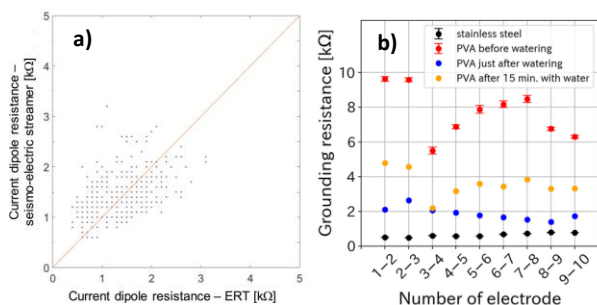 a)
Current dipole resistance –
seismo-electric streamer [kΩ]
5
4
3
2
1
0
0 1 2 3 4 5
Current dipole resistance – ERT [kΩ]
b)
stainless steel
PVA before watering
PVA just after watering
PVA after 15 min. with water
Grounding resistance [kΩ]
10
8
6
4
2
0
1−2 2−3 3−4 4−5 5−6 6−7 7−8 8−9 9−10
Number of electrode